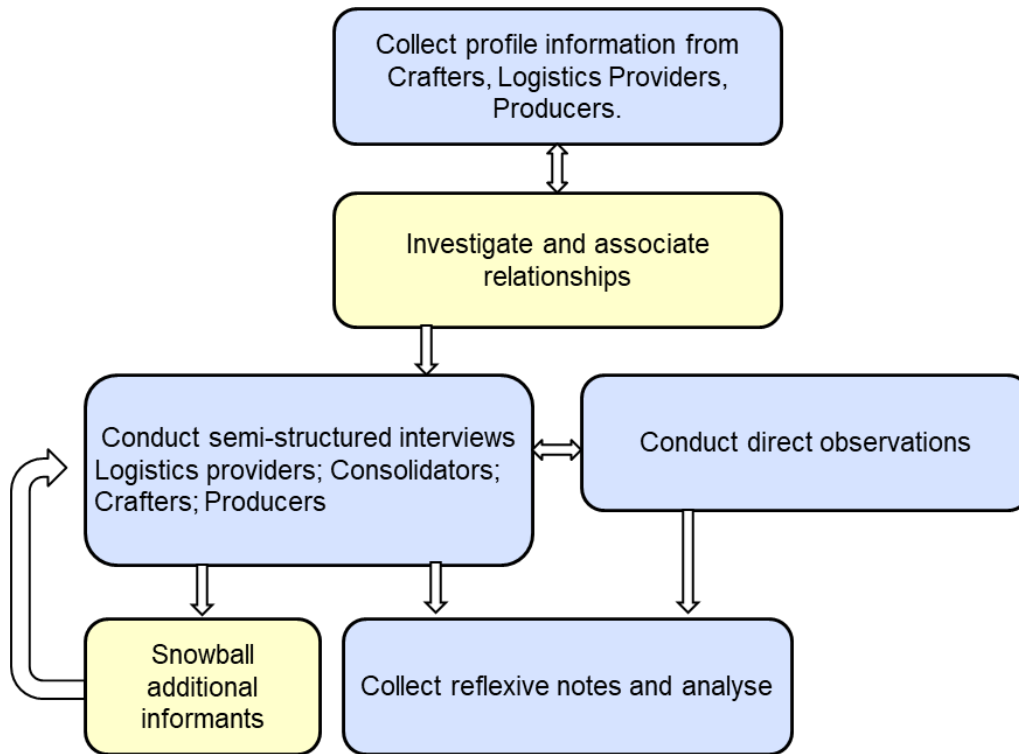 Collect profile information from
Crafters, Logistics Providers,
Producers.
Investigate and associate
relationships
Conduct semi-structured interviews
Logistics providers; Consolidators;
Crafters; Producers
Conduct direct observations
Snowball
additional
informants
Collect reflexive notes and analyse